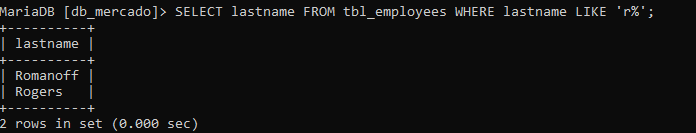 MariaDB [db_mercado]> SELECT lastname FROM tbl_employees WHERE lastname LIKE 'r%';
+----------+
| lastname |
+----------+
| Romanoff |
| Rogers   |
+----------+
2 rows in set (0.000 sec)